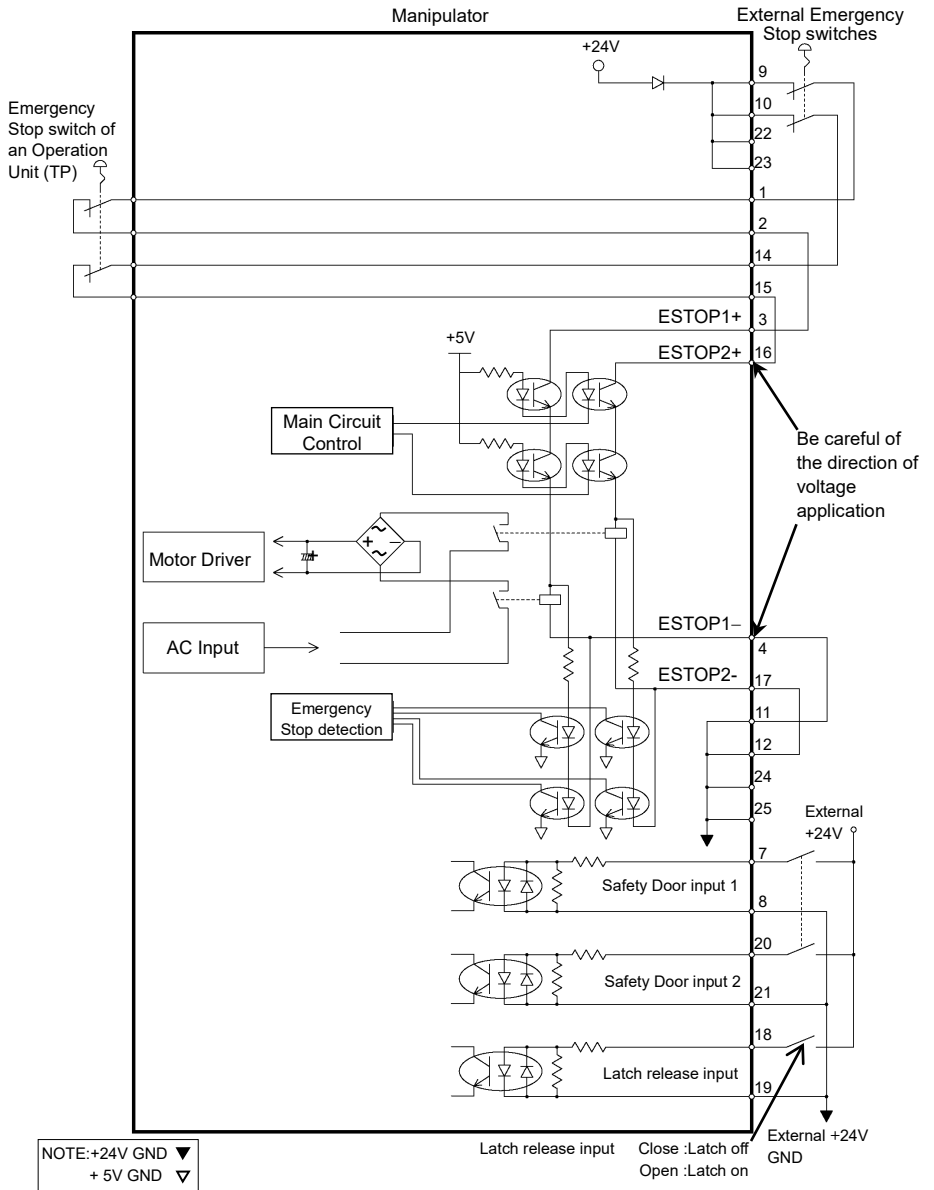 Manipulator
External Emergency
Stop switches
+24V
9
10
22
23
Emergency
Stop switch of
an Operation
Unit (TP)
1
2
14
15
ESTOP1+
3
ESTOP2+
16
+5V
Main Circuit
Control
Be careful of
the direction of
voltage
application
Motor Driver
+
~
−
~
+
AC Input
ESTOP1−
4
ESTOP2-
17
Emergency
Stop detection
11
12
24
25
External
+24V
7
Safety Door input 1
8
20
Safety Door input 2
21
18
Latch release input
19
NOTE:+24V GND
+ 5V GND
Latch release input
Close :Latch off
Open :Latch on
External +24V
GND